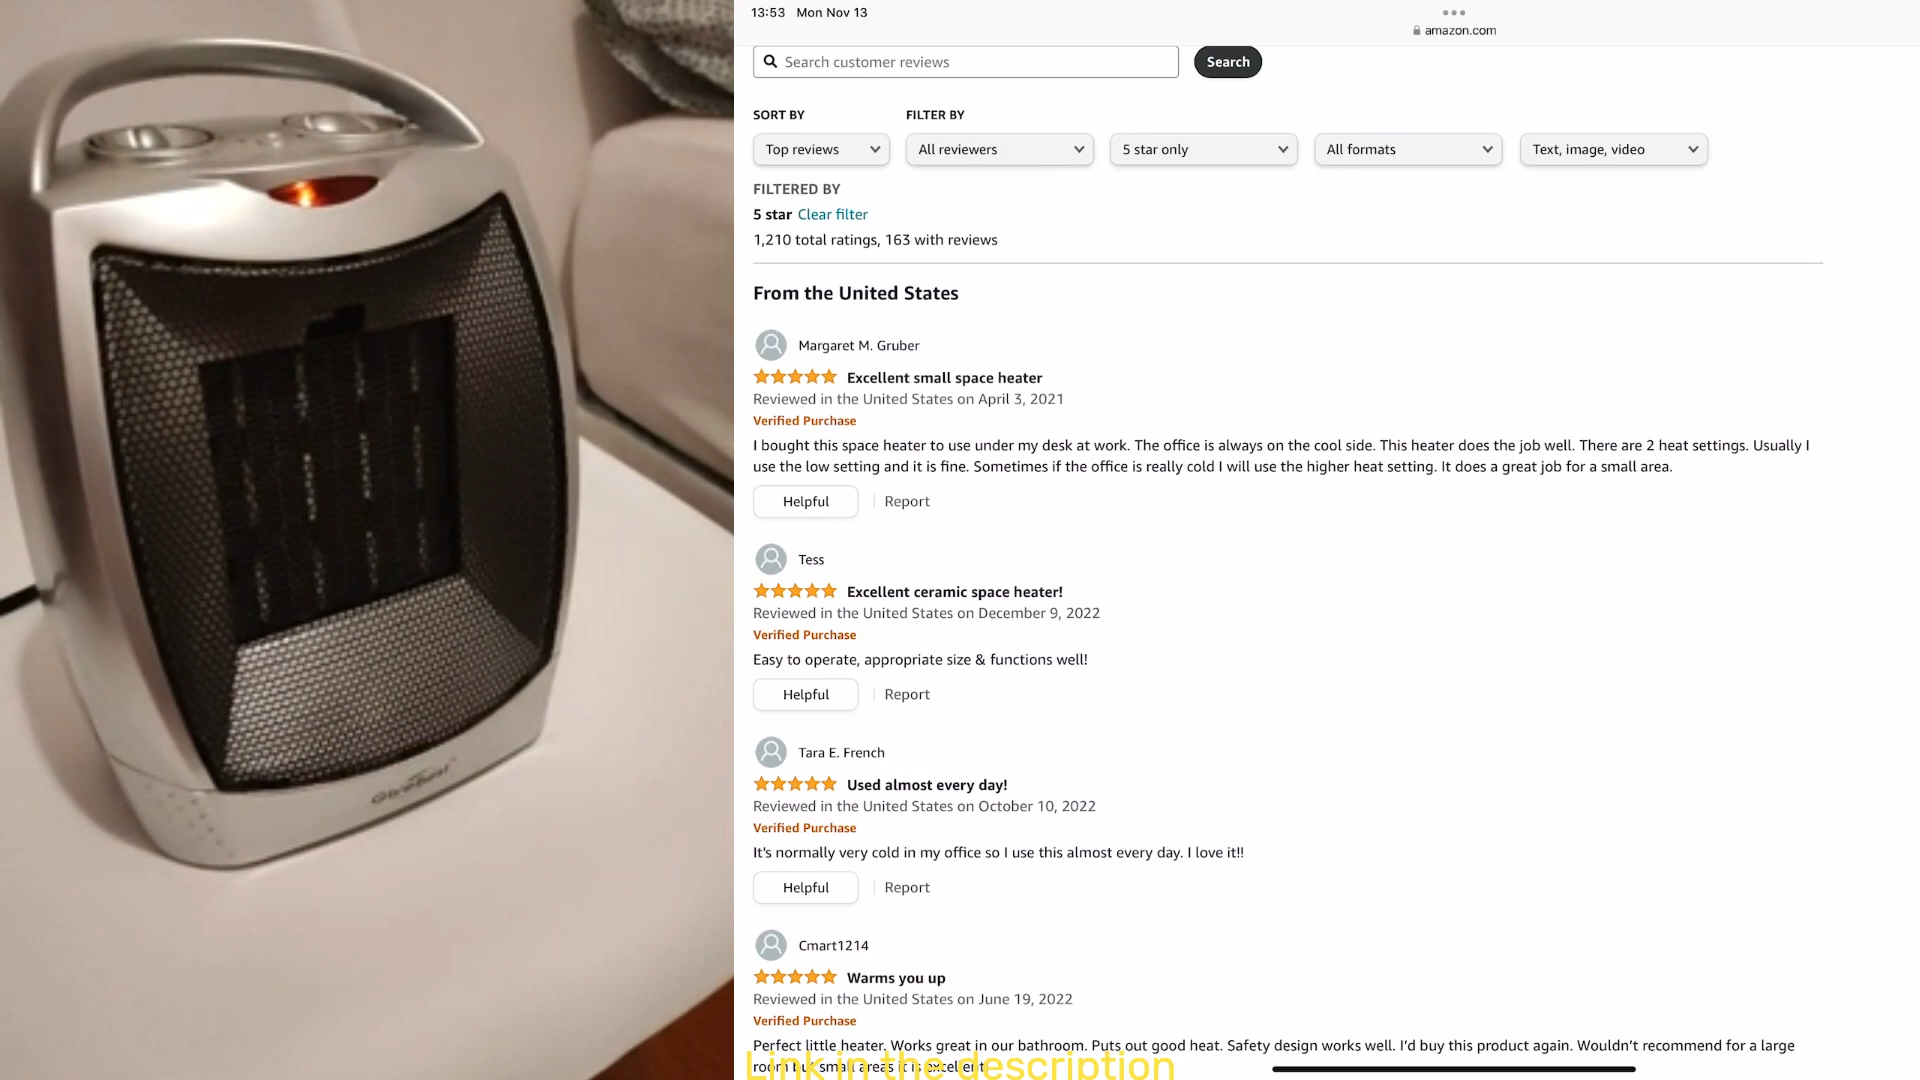 13:53 Mon Nov 13
amazon.com
Search customer reviews
Search
SORT BY
FILTER BY
Top reviews
All reviewers
5 star only
All formats
Text, image, video
FILTERED BY
5 star Clear filter
1,210 total ratings, 163 with reviews
From the United States
Margaret M. Gruber
Excellent small space heater
Reviewed in the United States on April 3, 2021
Verified Purchase
I bought this space heater to use under my desk at work. The office is always on the cool side. This heater does the job well. There are 2 heat settings. Usually I
use the low setting and it is fine. Sometimes if the office is really cold I will use the higher heat setting. It does a great job for a small area.
Helpful
Report
Tess
Excellent ceramic space heater!
Reviewed in the United States on December 9, 2022
Verified Purchase
Easy to operate, appropriate size & functions well!
Helpful
Report
Tara E. French
Used almost every day!
Reviewed in the United States on October 10, 2022
Verified Purchase
It's normally very cold in my office so I use this almost every day. I love it!!
Helpful
Report
Cmart1214
Warms you up
Reviewed in the United States on June 19, 2022
Verified Purchase
Perfect little heater. Works great in our bathroom. Puts out good heat. Safety design works well. I'd buy this product again. Wouldn't recommend for a large
room but small areas it is excellent
Link in the description
GiveBest